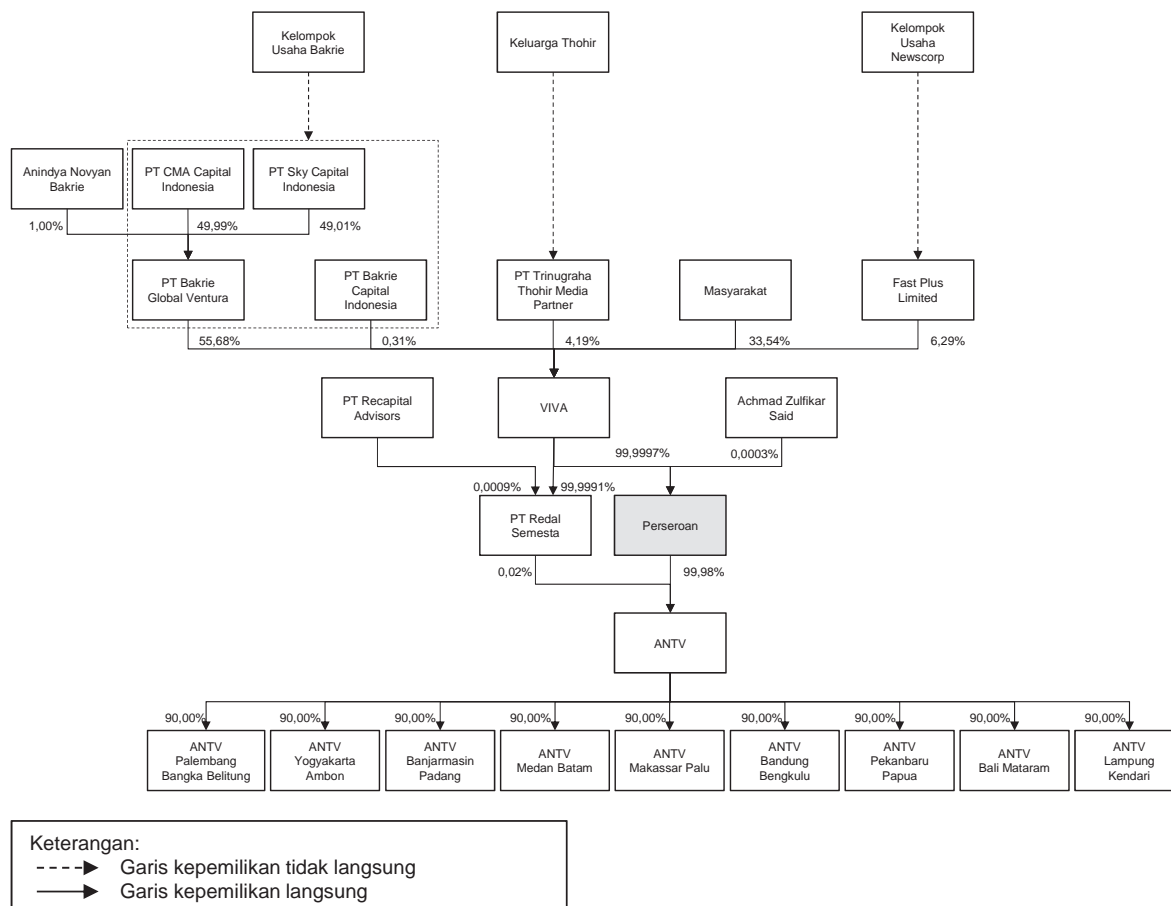 Kelompok
Usaha Bakrie
Keluarga Thohir
Kelompok
Usaha
Newscorp
Anindya Novyan
Bakrie
PT CMA Capital
Indonesia
PT Sky Capital
Indonesia
1,00%
49,99%
49,01%
PT Bakrie
Global Ventura
PT Bakrie
Capital
Indonesia
PT Trinugraha
Thohir Media
Partner
Masyarakat
Fast Plus
Limited
55,68%
0,31%
4,19%
33,54%
6,29%
PT Recapital
Advisors
VIVA
Achmad Zulfikar
Said
99,9997%
0,0003%
0,0009%
99,9991%
PT Redal
Semesta
Perseroan
0,02%
99,98%
ANTV
90,00%
90,00%
90,00%
90,00%
90,00%
90,00%
90,00%
90,00%
90,00%
ANTV
Palembang
Bangka Belitung
ANTV
Yogyakarta
Ambon
ANTV
Banjarmasin
Padang
ANTV
Medan Batam
ANTV
Makassar Palu
ANTV
Bandung
Bengkulu
ANTV
Pekanbaru
Papua
ANTV
Bali Mataram
ANTV
Lampung
Kendari
Keterangan:
Garis kepemilikan tidak langsung
Garis kepemilikan langsung